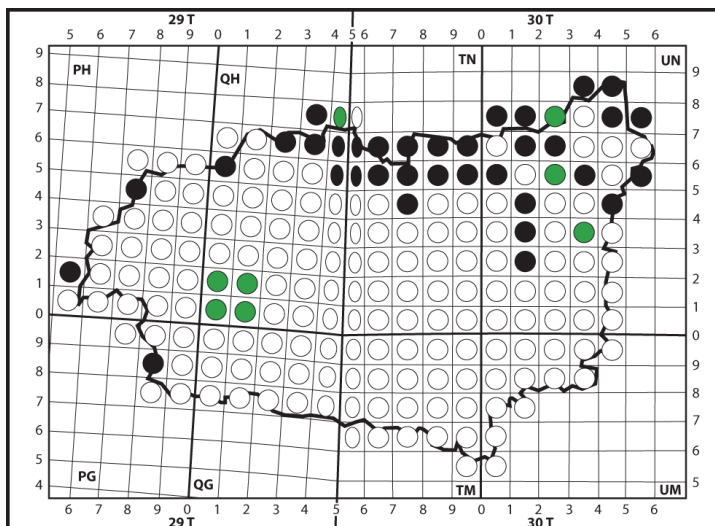 29 T 30 T
5 6 7 8 9 0 1 2 3 4 5 6 7 8 9 0 1 2 3 4 5 6
9 TN UN
PH 9
8 QH
8
7
6 7
5 6
4 5
3 4
2 3
1 2
0 1
0
9 9
8 8
7 7
6 6
5 5
PG QG TM UM
4
6 7 8 9 0 1 2 3 4 5 6 7 8 9 0 1 2 3 4 5 6
29 T 30 T